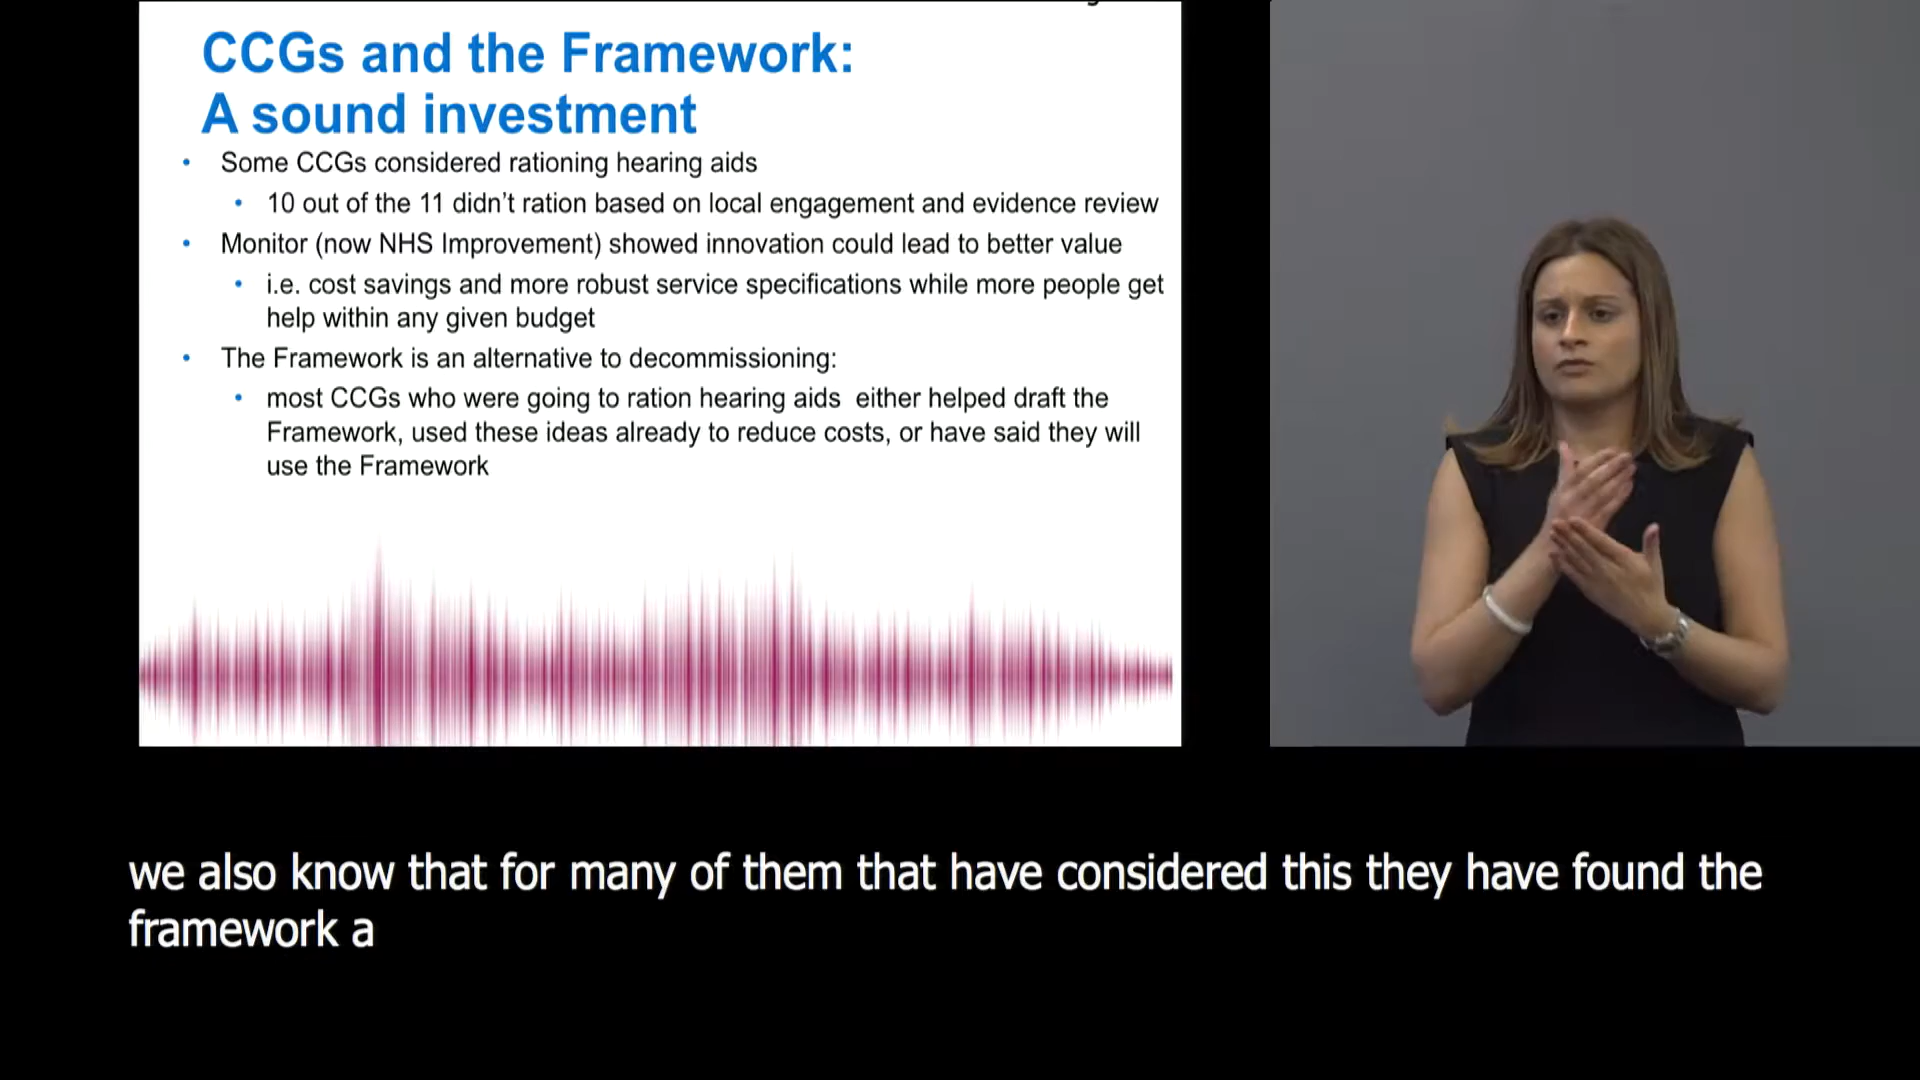 CCGs and the Framework:
A sound investment
• Some CCGs considered rationing hearing aids
• 10 out of the 11 didn’t ration based on local engagement and evidence review
• Monitor (now NHS Improvement) showed innovation could lead to better value
• i.e. cost savings and more robust service specifications while more people get
help within any given budget
• The Framework is an alternative to decommissioning:
• most CCGs who were going to ration hearing aids either helped draft the
Framework, used these ideas already to reduce costs, or have said they will
use the Framework
we also know that for many of them that have considered this they have found the
framework a